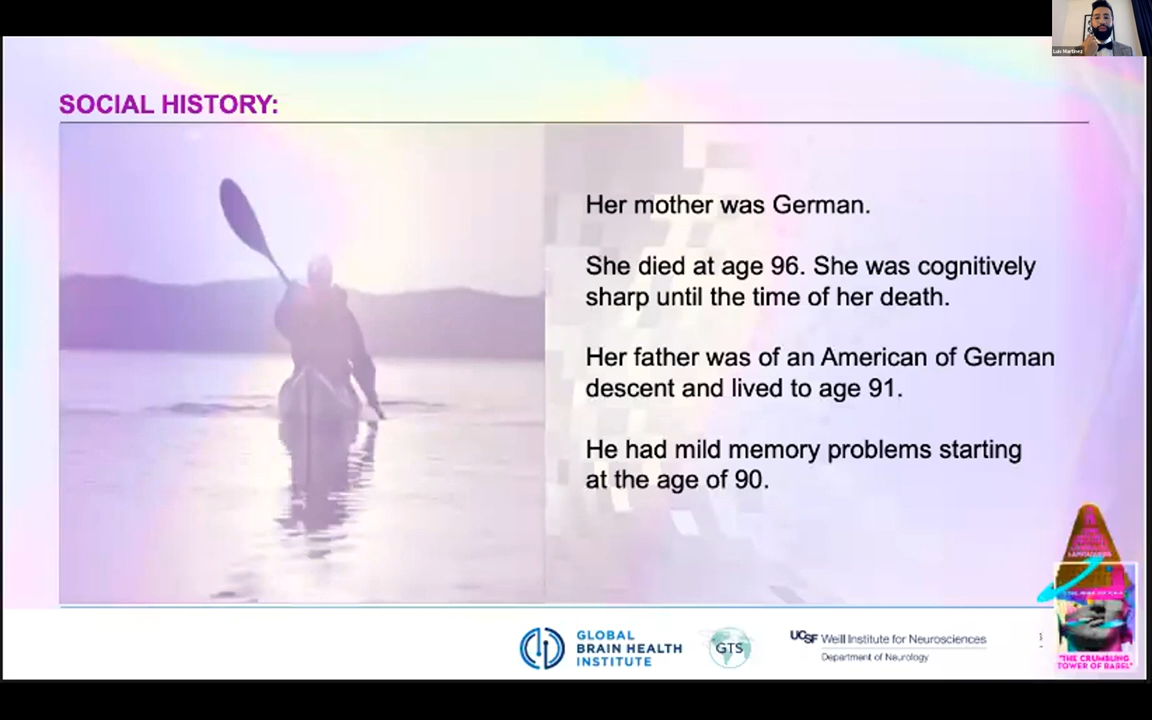 Luis Martinez
SOCIAL HISTORY:
Her mother was German.
She died at age 96. She was cognitively
sharp until the time of her death.
Her father was of an American of German
descent and lived to age 91.
He had mild memory problems starting
at the age of 90.
GLOBAL
BRAIN HEALTH
INSTITUTE
GTS
UCSF Weill Institute for Neurosciences
Department of Neurology
"THE CRUMBLING
TOWER OF BABEL"